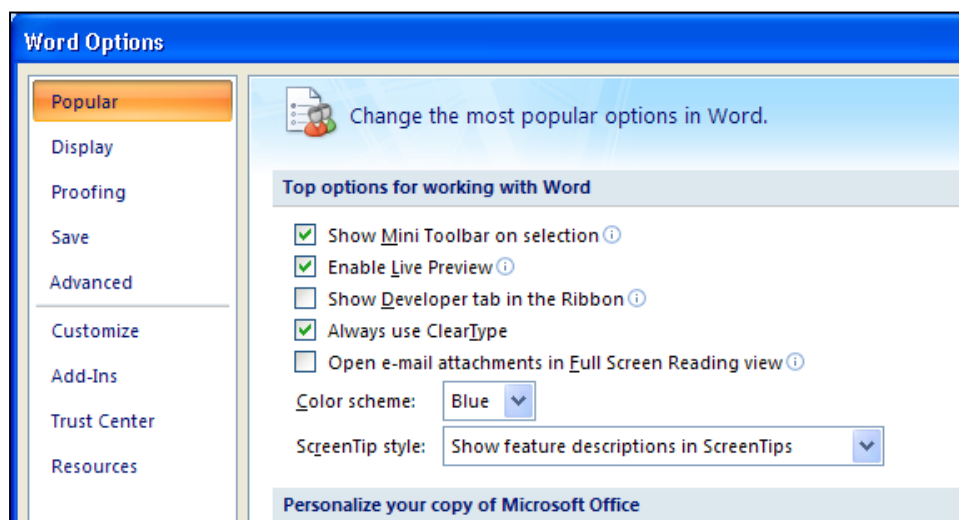 Word Options
Popular
Display
Proofing
Save
Advanced
Customize
Add-Ins
Trust Center
Resources
Change the most popular options in Word.
Top options for working with Word
Show Mini Toolbar on selection
Enable Live Preview
Show Developer tab in the Ribbon
Always use ClearType
Open e-mail attachments in Full Screen Reading view
Color scheme: Blue
ScreenTip style: Show feature descriptions in ScreenTips
Personalize your copy of Microsoft Office